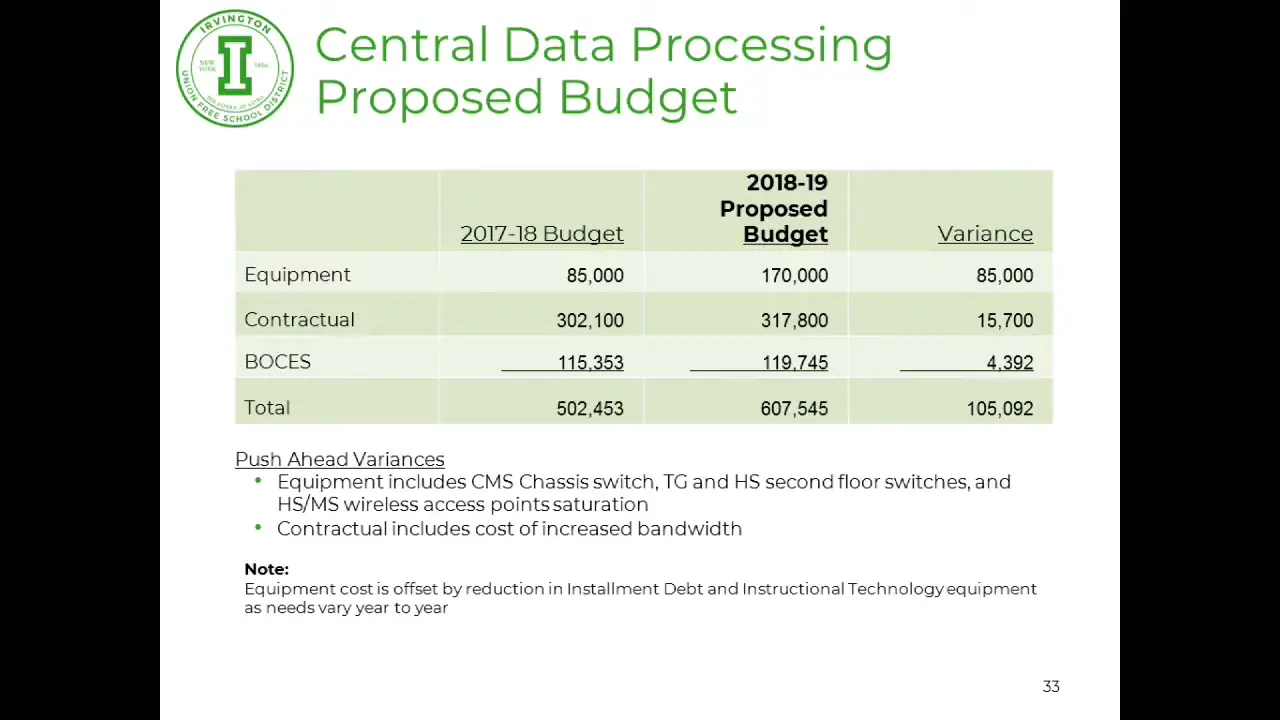 IRVINGTON
NEW YORK
1856
UNION FREE SCHOOL DISTRICT
Central Data Processing
Proposed Budget
2017-18 Budget 2018-19 Proposed Budget Variance
Equipment 85,000 170,000 85,000
Contractual 302,100 317,800 15,700
BOCES 115,353 119,745 4,392
Total 502,453 607,545 105,092
Push Ahead Variances
• Equipment includes CMS Chassis switch, TG and HS second floor switches, and
HS/MS wireless access points saturation
• Contractual includes cost of increased bandwidth
Note:
Equipment cost is offset by reduction in Installment Debt and Instructional Technology equipment
as needs vary year to year
33